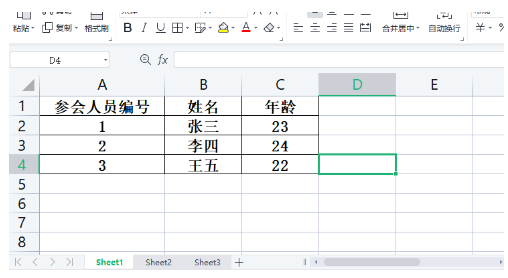 粘贴 复制 格式刷 B I U A 合并居中 自动换行 ¥
D4 fx
A B C D E
1 参会人员编号 姓名 年龄
2 1 张三 23
3 2 李四 24
4 3 王五 22
5
6
7
8
Sheet1 Sheet2 Sheet3 +